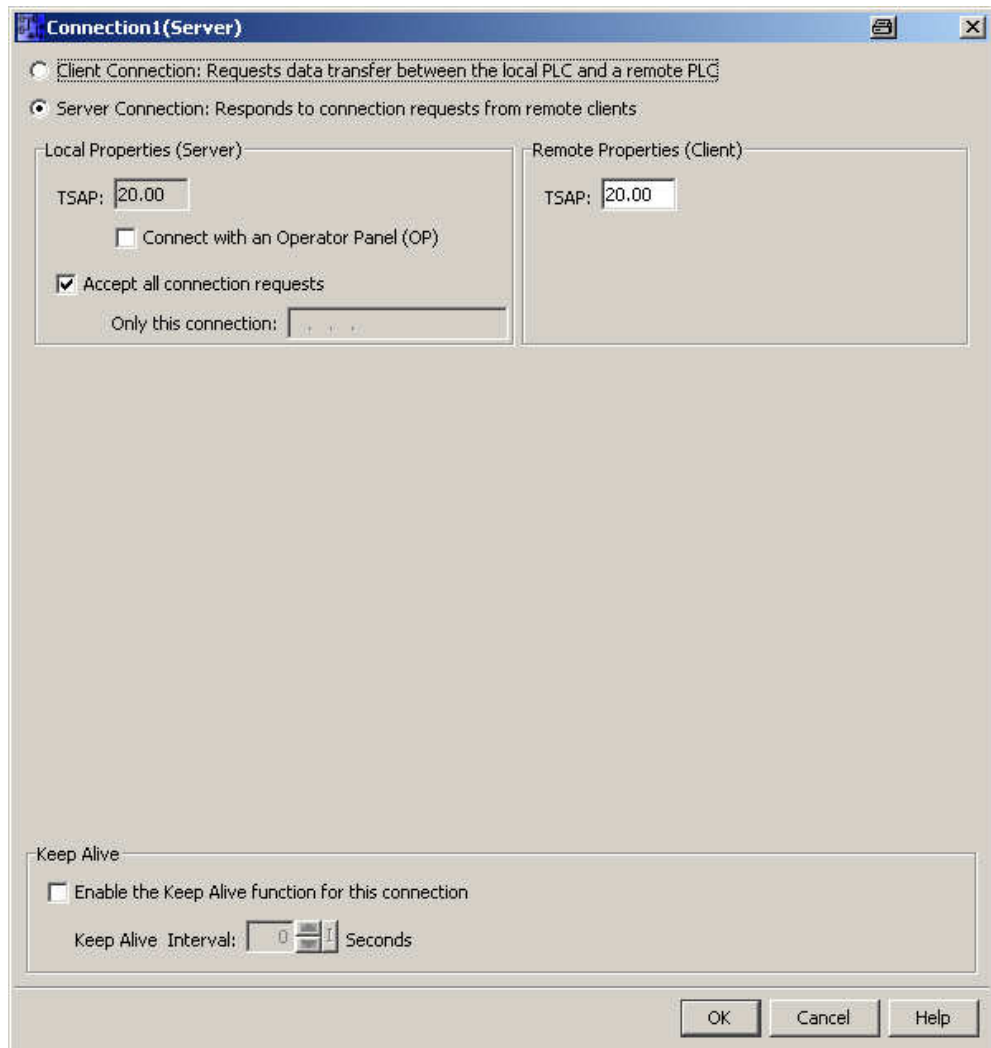 Connection1(Server)
Client Connection: Requests data transfer between the local PLC and a remote PLC
Server Connection: Responds to connection requests from remote clients
Local Properties (Server)
TSAP: 20.00
Connect with an Operator Panel (OP)
Accept all connection requests
Only this connection: . . .
Remote Properties (Client)
TSAP: 20.00
Keep Alive
Enable the Keep Alive function for this connection
Keep Alive Interval: 0 Seconds
OK Cancel Help